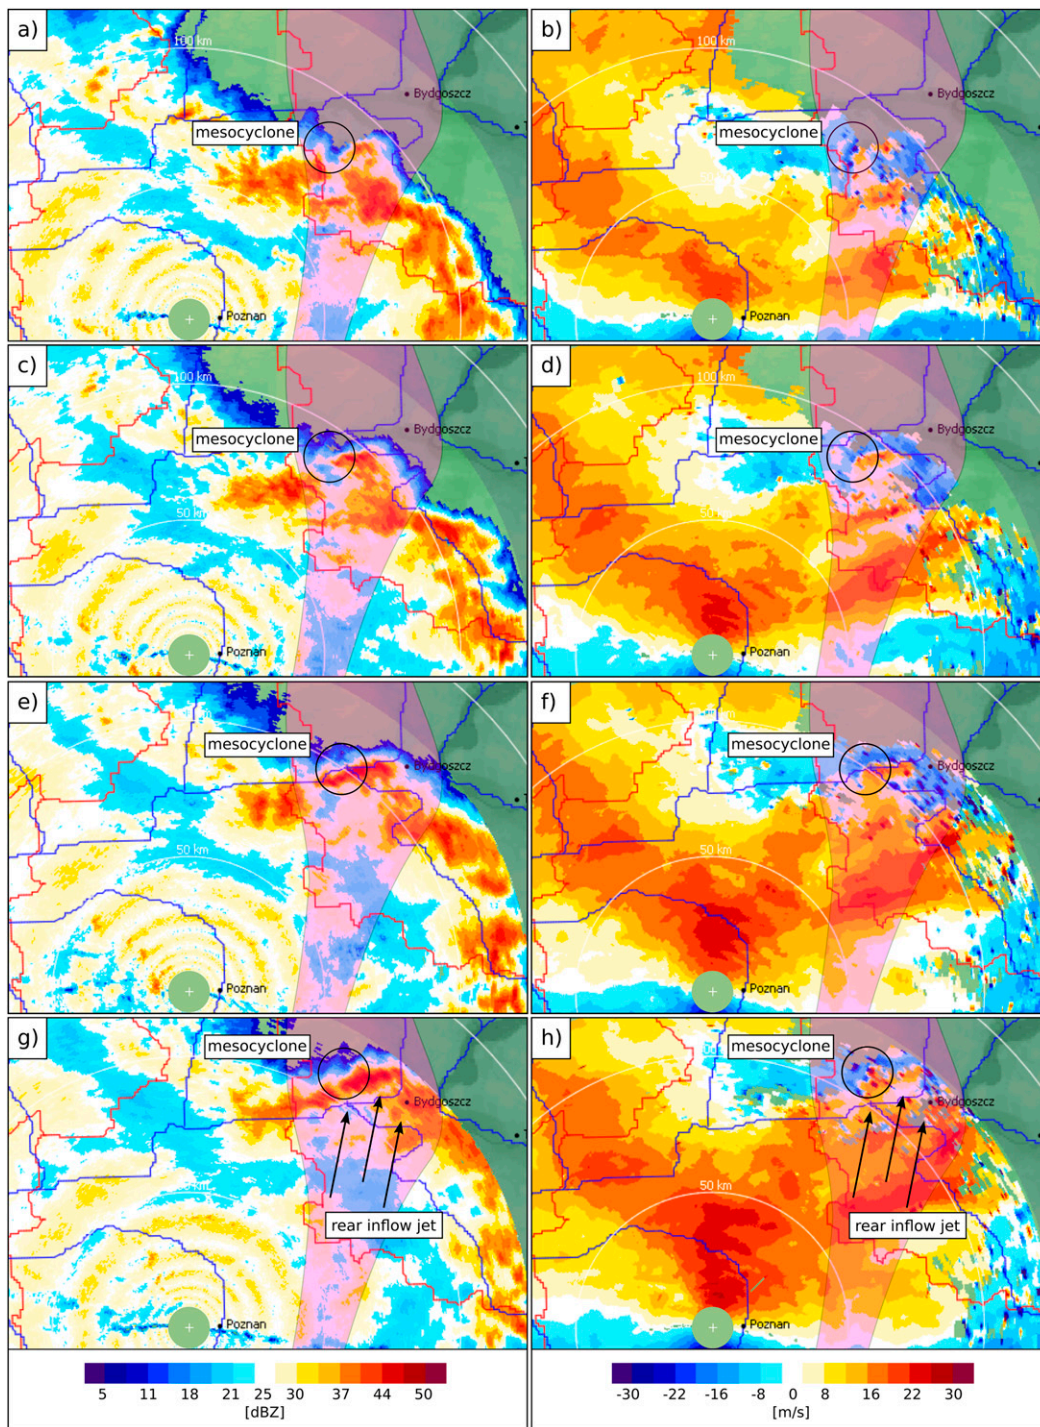 a)
100 km
Bydgoszcz
mesocyclone
50 km
Poznan
b)
100 km
Bydgoszcz
mesocyclone
Poznan
c)
100 km
Bydgoszcz
mesocyclone
50 km
Poznan
d)
100 km
Bydgoszcz
mesocyclone
50 km
Poznan
e)
mesocyclone
Bydgoszcz
50 km
Poznan
f)
mesocyclone
Bydgoszcz
50 km
Poznan
g)
mesocyclone
Bydgoszcz
rear inflow jet
Poznan
h)
mesocyclone
Bydgoszcz
50 km
rear inflow jet
Poznan
5 11 18 21 25 30 37 44 50
[dBZ]
-30 -22 -16 -8 0 8 16 22 30
[m/s]